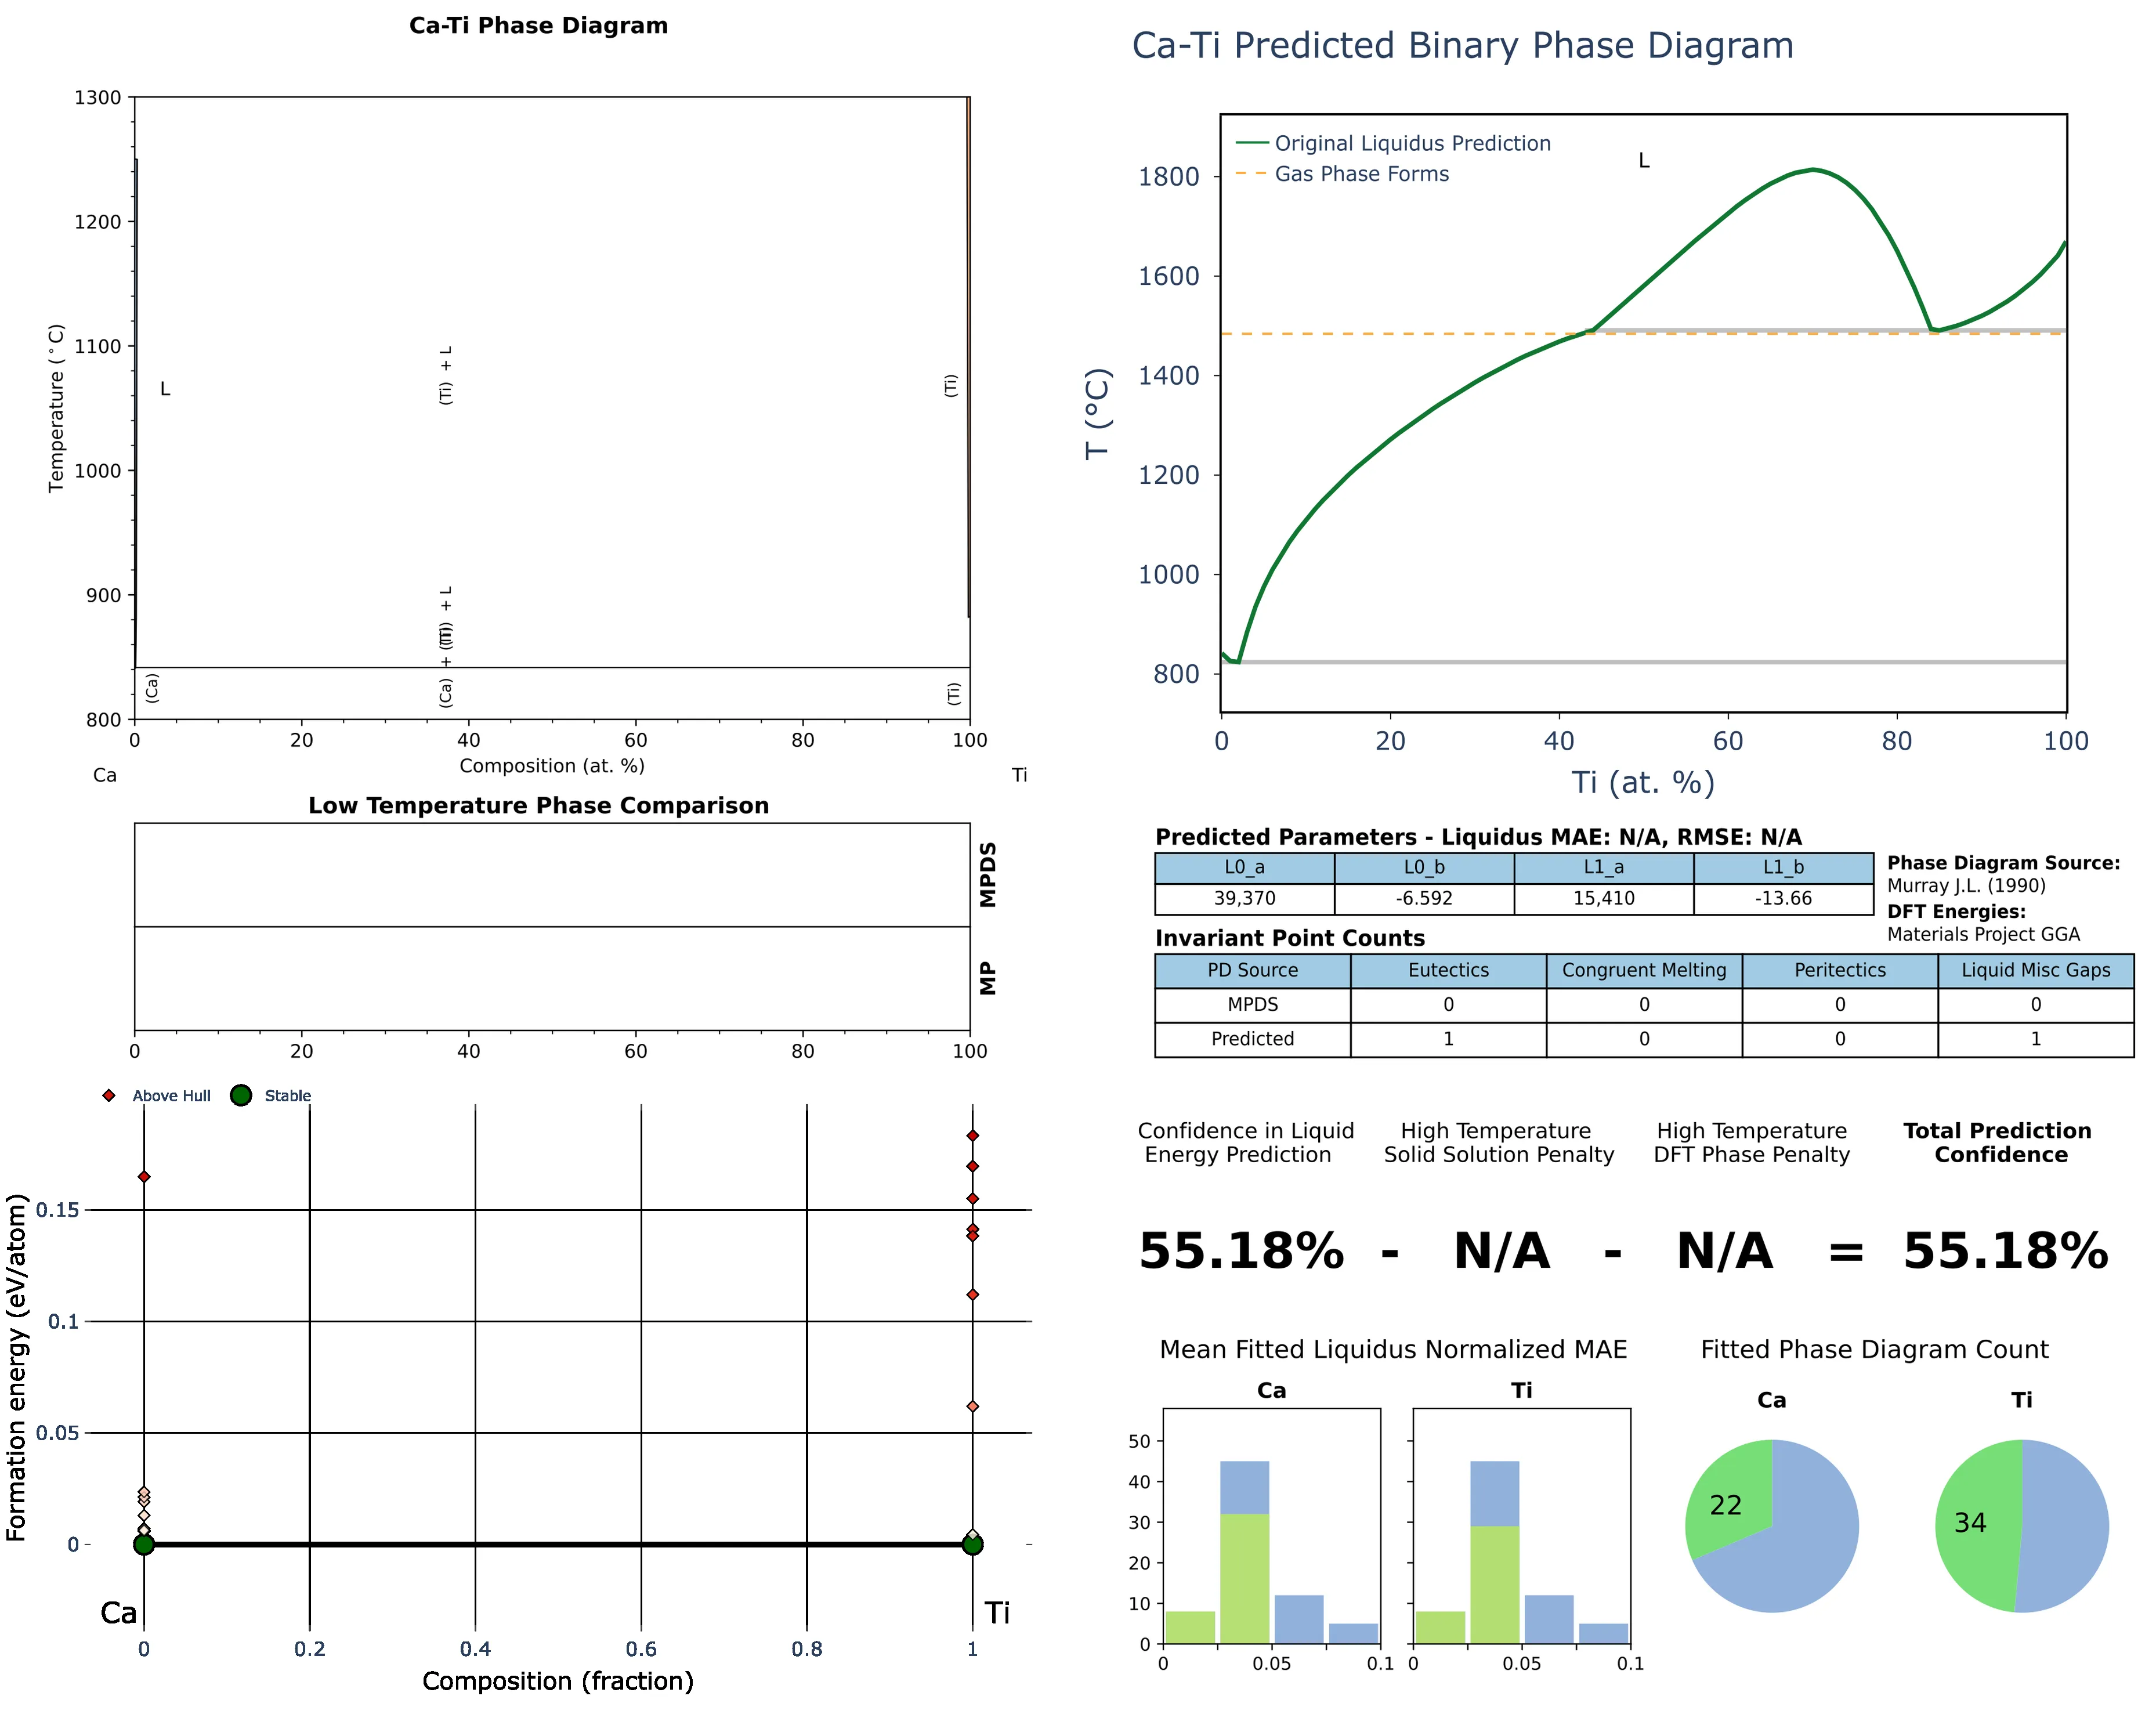 Ca-Ti Phase Diagram
1300
1200
1100
1000
900
800
Temperature (°C)
L
(Ti) + L
(Ti)
(Ti) + L
(Ca) + (Ti)
(Ca)
(Ti)
0 20 40 60 80 100
Composition (at. %)
Ca Ti
Low Temperature Phase Comparison
MPDS
MP
0 20 40 60 80 100
Above Hull Stable
Formation energy (eV/atom)
0.15
0.1
0.05
0
Ca Ti
0 0.2 0.4 0.6 0.8 1
Composition (fraction)
Ca-Ti Predicted Binary Phase Diagram
Original Liquidus Prediction
Gas Phase Forms
L
T (°C)
1800
1600
1400
1200
1000
800
0 20 40 60 80 100
Ti (at. %)
Predicted Parameters - Liquidus MAE: N/A, RMSE: N/A
L0_a L0_b L1_a L1_b
39,370 -6.592 15,410 -13.66
Phase Diagram Source:
Murray J.L. (1990)
DFT Energies:
Materials Project GGA
Invariant Point Counts
PD Source Eutectics Congruent Melting Peritectics Liquid Misc Gaps
MPDS 0 0 0 0
Predicted 1 0 0 1
Confidence in Liquid
Energy Prediction
High Temperature
Solid Solution Penalty
High Temperature
DFT Phase Penalty
Total Prediction
Confidence
55.18% - N/A - N/A = 55.18%
Mean Fitted Liquidus Normalized MAE
Ca Ti
50
40
30
20
10
0
0 0.05 0.1 0 0.05 0.1
Fitted Phase Diagram Count
Ca Ti
22 34